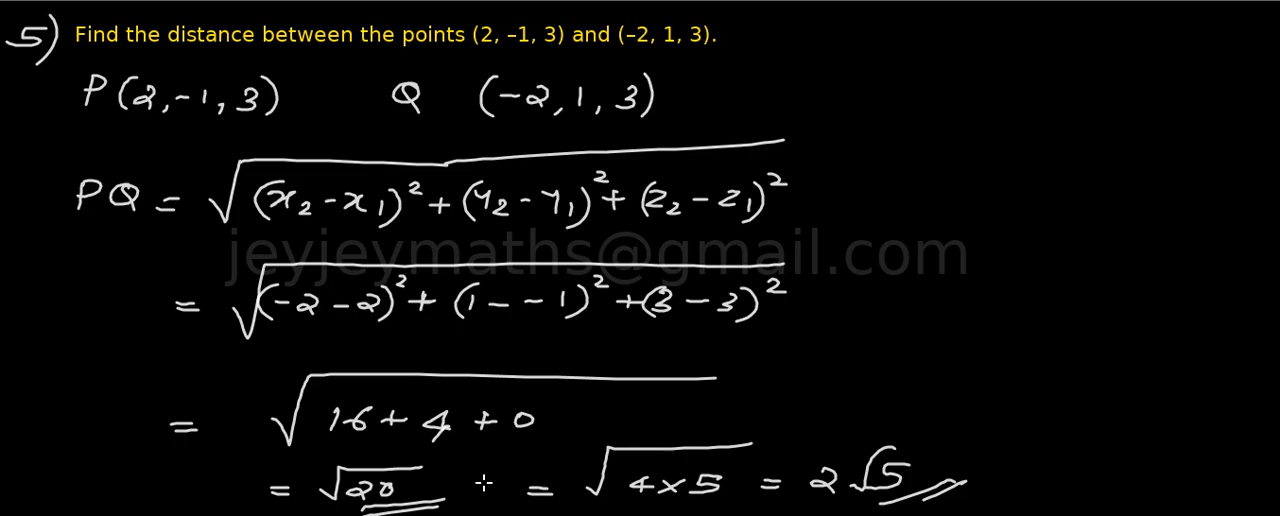 5) Find the distance between the points (2, –1, 3) and (–2, 1, 3).
P(2,-1,3) Q (-2,1,3)
PQ = √((x₂-x₁)²+(y₂-y₁)²+(z₂-z₁)²)
jeyjeymaths@gmail.com
= √((-2-2)²+(1--1)²+(3-3)²)
= √(16+4+0)
= √20 = √(4×5) = 2√5